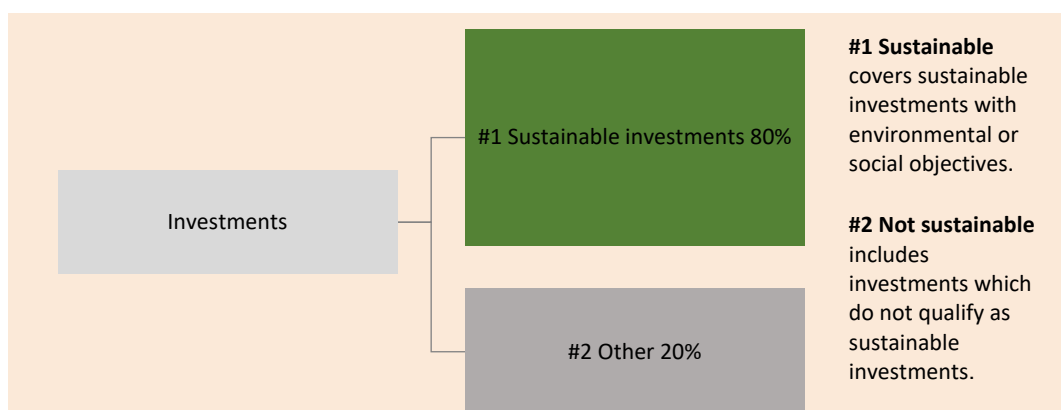 Investments
#1 Sustainable investments 80%
#2 Other 20%
#1 Sustainable
covers sustainable
investments with
environmental or
social objectives.
#2 Not sustainable
includes
investments which
do not qualify as
sustainable
investments.